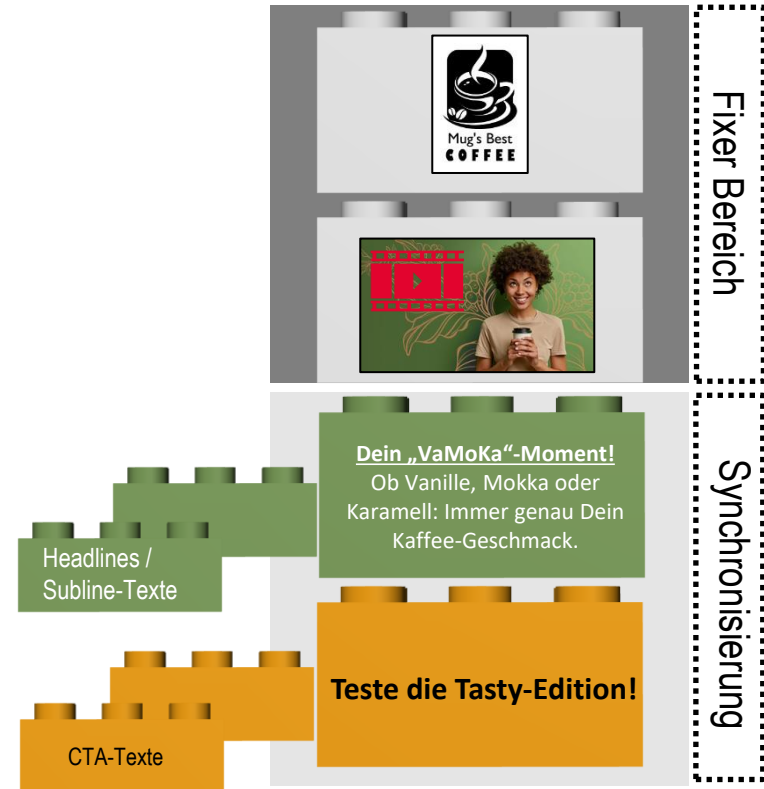 Mug's Best
COFFEE
Fixer Bereich
Dein „VaMoKa“-Moment!
Ob Vanille, Mokka oder
Karamell: Immer genau Dein
Kaffee-Geschmack.
Headlines /
Subline-Texte
Synchronisierung
Teste die Tasty-Edition!
CTA-Texte